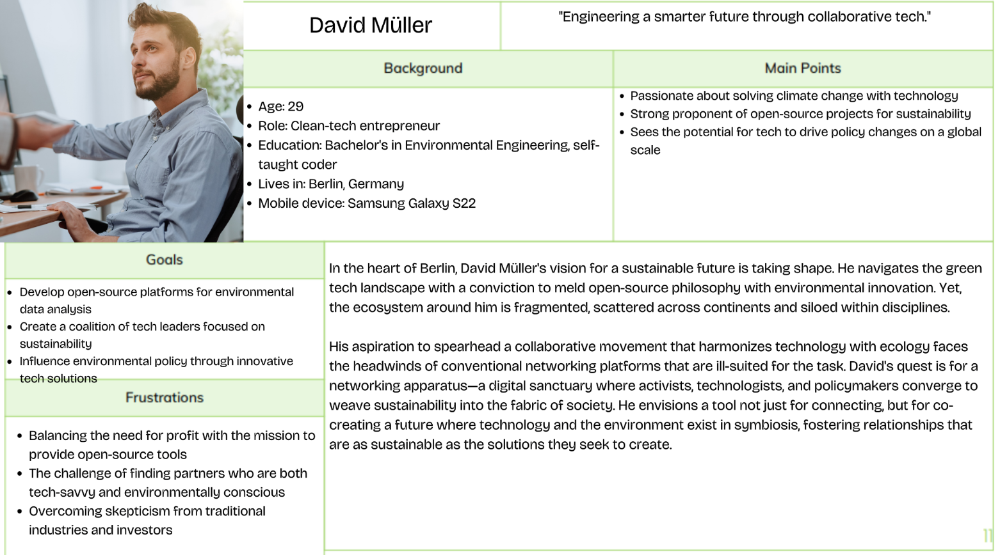 David Müller
"Engineering a smarter future through collaborative tech."
Background
• Age: 29
• Role: Clean-tech entrepreneur
• Education: Bachelor's in Environmental Engineering, self-
taught coder
• Lives in: Berlin, Germany
• Mobile device: Samsung Galaxy S22
Main Points
• Passionate about solving climate change with technology
• Strong proponent of open-source projects for sustainability
• Sees the potential for tech to drive policy changes on a global
scale
Goals
• Develop open-source platforms for environmental
data analysis
• Create a coalition of tech leaders focused on
sustainability
• Influence environmental policy through innovative
tech solutions
Frustrations
• Balancing the need for profit with the mission to
provide open-source tools
• The challenge of finding partners who are both
tech-savvy and environmentally conscious
• Overcoming skepticism from traditional
industries and investors
In the heart of Berlin, David Müller's vision for a sustainable future is taking shape. He navigates the green
tech landscape with a conviction to meld open-source philosophy with environmental innovation. Yet,
the ecosystem around him is fragmented, scattered across continents and siloed within disciplines.
His aspiration to spearhead a collaborative movement that harmonizes technology with ecology faces
the headwinds of conventional networking platforms that are ill-suited for the task. David's quest is for a
networking apparatus—a digital sanctuary where activists, technologists, and policymakers converge to
weave sustainability into the fabric of society. He envisions a tool not just for connecting, but for co-
creating a future where technology and the environment exist in symbiosis, fostering relationships that
are as sustainable as the solutions they seek to create.
11